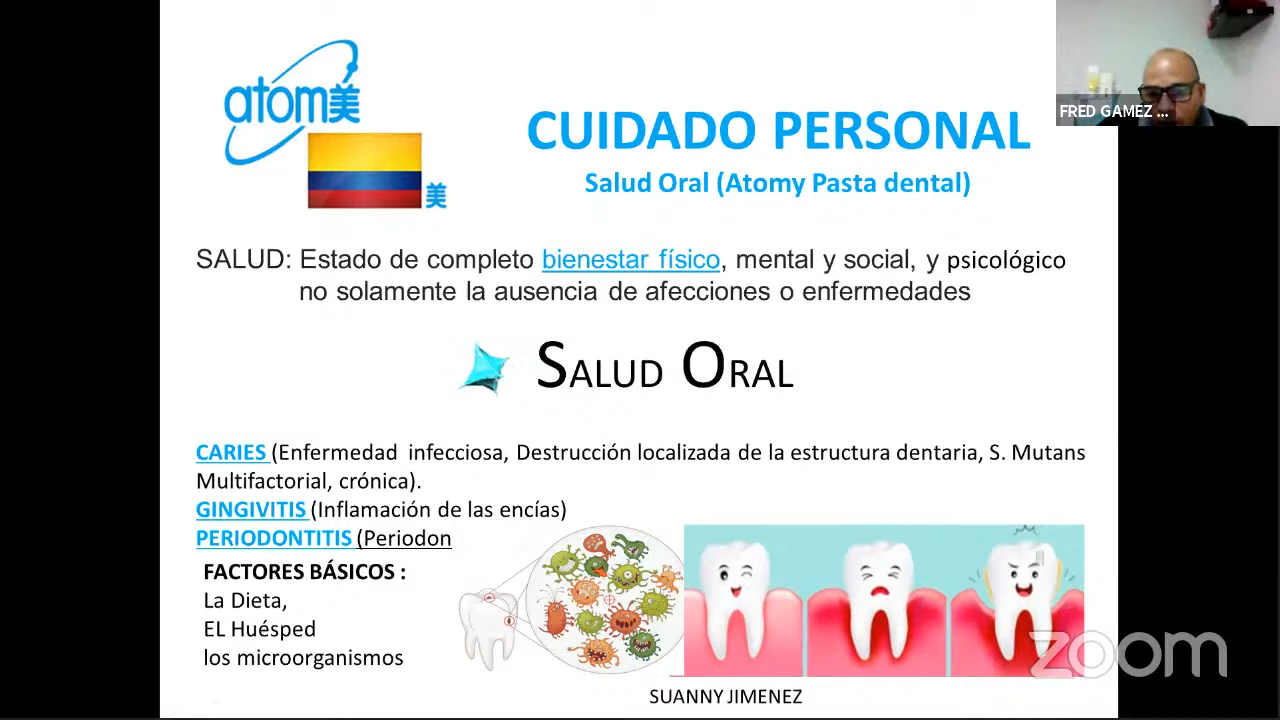 atom美
美
CUIDADO PERSONAL
Salud Oral (Atomy Pasta dental)
FRED GAMEZ ...
SALUD: Estado de completo bienestar físico, mental y social, y psicológico
no solamente la ausencia de afecciones o enfermedades
SALUD ORAL
CARIES (Enfermedad infecciosa, Destrucción localizada de la estructura dentaria, S. Mutans
Multifactorial, crónica).
GINGIVITIS (Inflamación de las encías)
PERIODONTITIS (Periodon
FACTORES BÁSICOS :
La Dieta,
EL Huésped
los microorganismos
SUANNY JIMENEZ
zoom